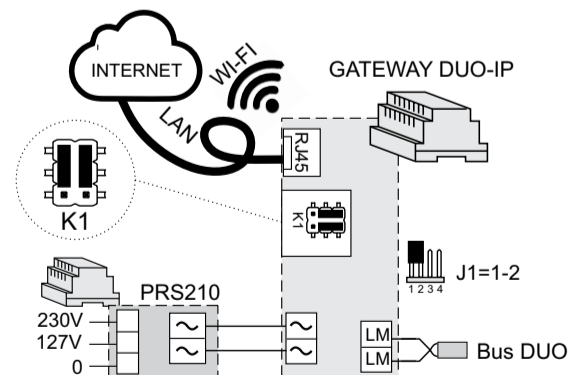 INTERNET
WI-FI
LAN
GATEWAY DUO-IP
RJ45
K1
K1
1 2 3 4
J1=1-2
PRS210
230V
127V
0
LM
LM
Bus DUO